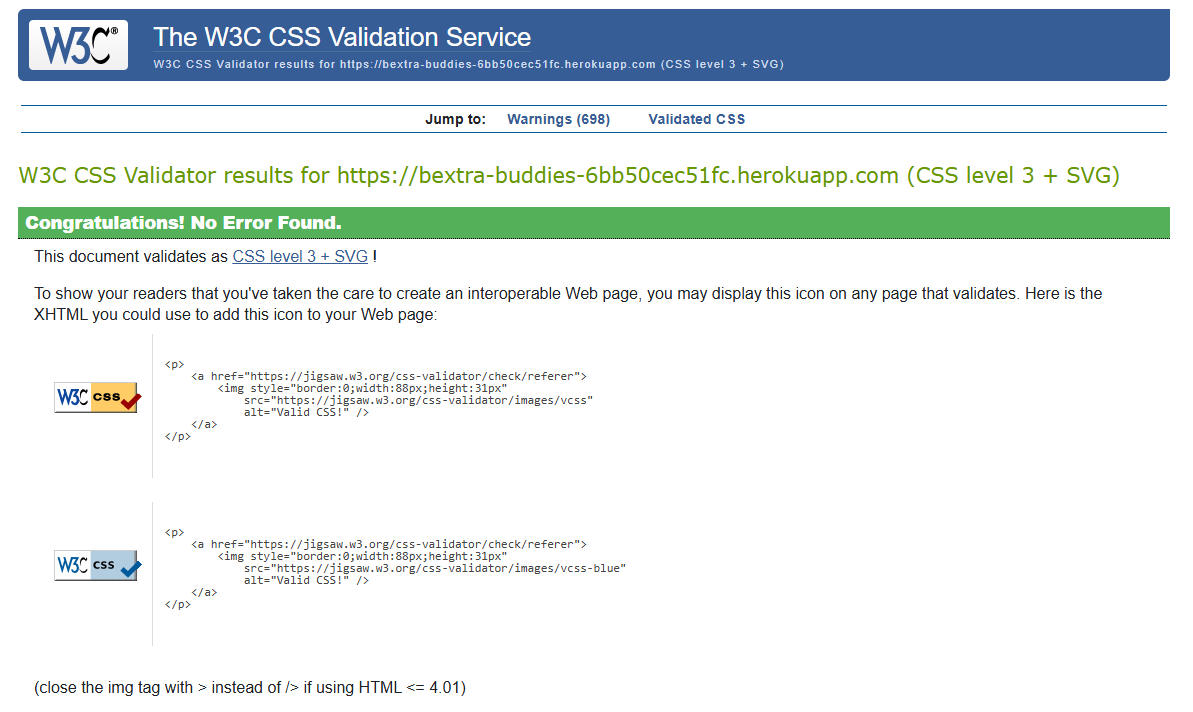 W3C®
The W3C CSS Validation Service
W3C CSS Validator results for https://bextra-buddies-6bb50cec51fc.herokuapp.com (CSS level 3 + SVG)
Jump to: Warnings (698) Validated CSS
W3C CSS Validator results for https://bextra-buddies-6bb50cec51fc.herokuapp.com (CSS level 3 + SVG)
Congratulations! No Error Found.
This document validates as CSS level 3 + SVG !
To show your readers that you've taken the care to create an interoperable Web page, you may display this icon on any page that validates. Here is the
XHTML you could use to add this icon to your Web page:
<p>
<a href="https://jigsaw.w3.org/css-validator/check/referer">
<img style="border:0;width:88px;height:31px"
W3C css
src="https://jigsaw.w3.org/css-validator/images/vcss"
alt="Valid CSS!" />
</a>
</p>
<p>
<a href="https://jigsaw.w3.org/css-validator/check/referer">
<img style="border:0;width:88px;height:31px"
W3C css
src="https://jigsaw.w3.org/css-validator/images/vcss-blue"
alt="Valid CSS!" />
</a>
</p>
(close the img tag with > instead of /> if using HTML <= 4.01)